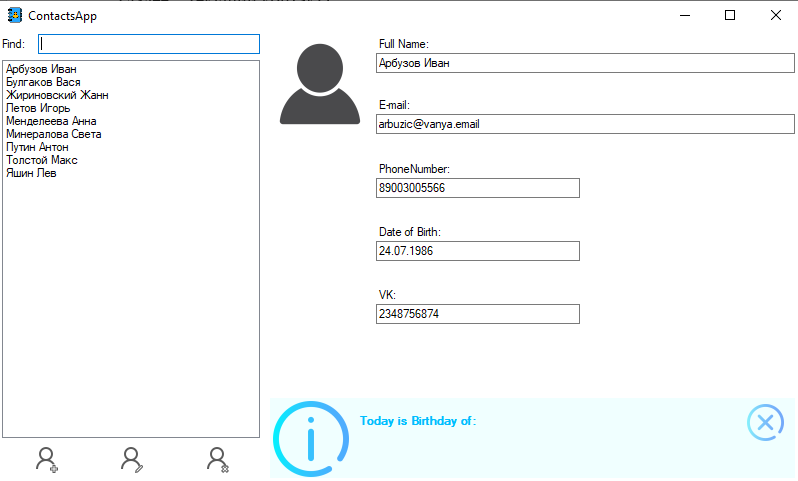 ContactsApp
Find:
Арбузов Иван
Булгаков Вася
Жириновский Жанн
Летов Игорь
Менделеева Анна
Минералова Света
Путин Антон
Толстой Макс
Яшин Лев
Full Name:
Арбузов Иван
E-mail:
arbuzic@vanya.email
PhoneNumber:
89003005566
Date of Birth:
24.07.1986
VK:
2348756874
Today is Birthday of: